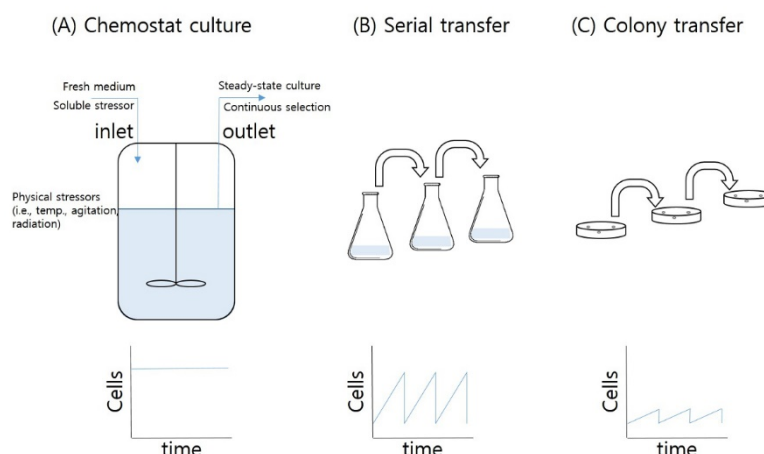 (A) Chemostat culture
(B) Serial transfer
(C) Colony transfer
Fresh medium
Soluble stressor
inlet
Steady-state culture
Continuous selection
outlet
Physical stressors
(i.e., temp., agitation,
radiation)
Cells
time
Cells
time
Cells
time